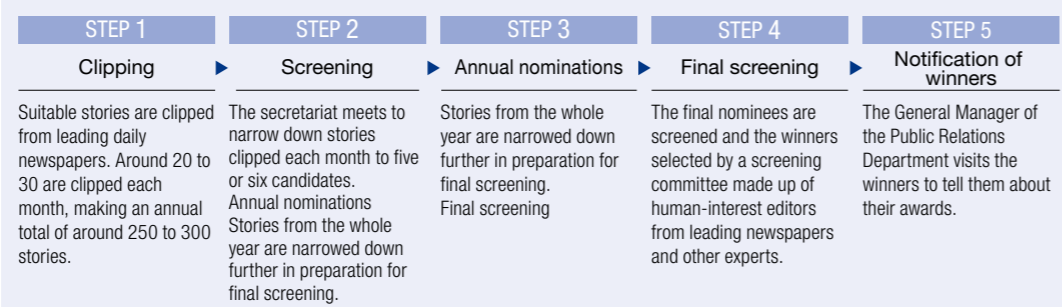 STEP 1
Clipping
Suitable stories are clipped
from leading daily
newspapers. Around 20 to
30 are clipped each
month, making an annual
total of around 250 to 300
stories.
STEP 2
Screening
The secretariat meets to
narrow down stories
clipped each month to five
or six candidates.
Annual nominations
Stories from the whole
year are narrowed down
further in preparation for
final screening.
STEP 3
Annual nominations
Stories from the whole
year are narrowed down
further in preparation for
final screening.
Final screening
STEP 4
Final screening
The final nominees are
screened and the winners
selected by a screening
committee made up of
human-interest editors
from leading newspapers
and other experts.
STEP 5
Notification of
winners
The General Manager of
the Public Relations
Department visits the
winners to tell them about
their awards.